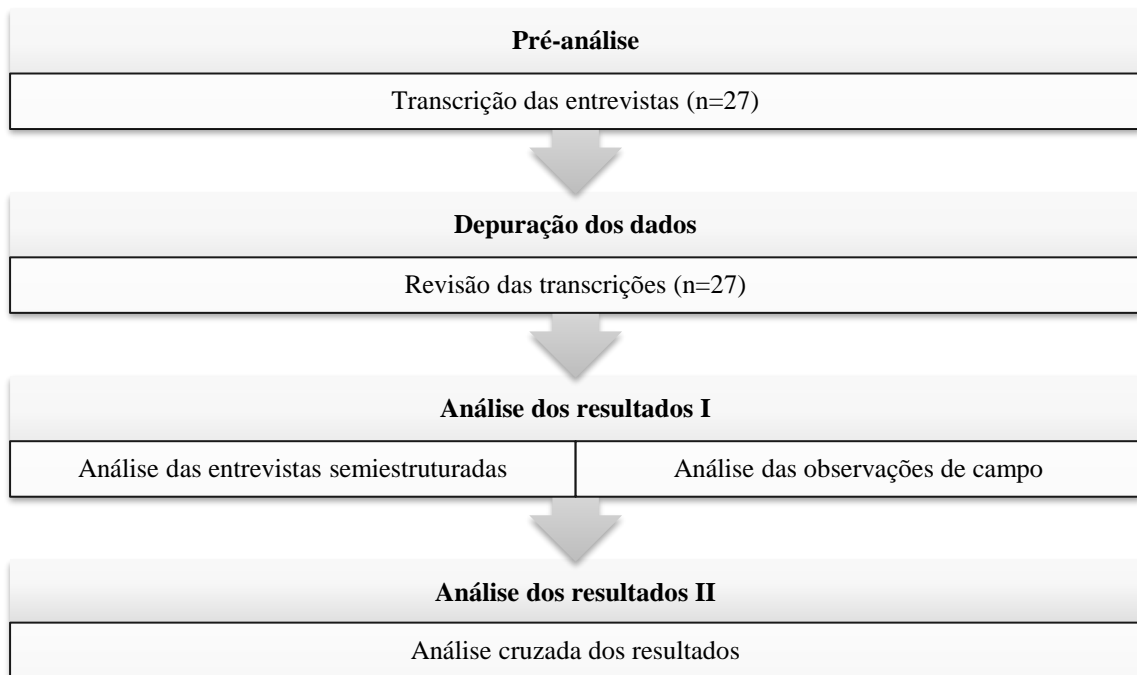 Pré-análise
Transcrição das entrevistas (n=27)
Depuração dos dados
Revisão das transcrições (n=27)
Análise dos resultados I
Análise das entrevistas semiestruturadas
Análise das observações de campo
Análise dos resultados II
Análise cruzada dos resultados